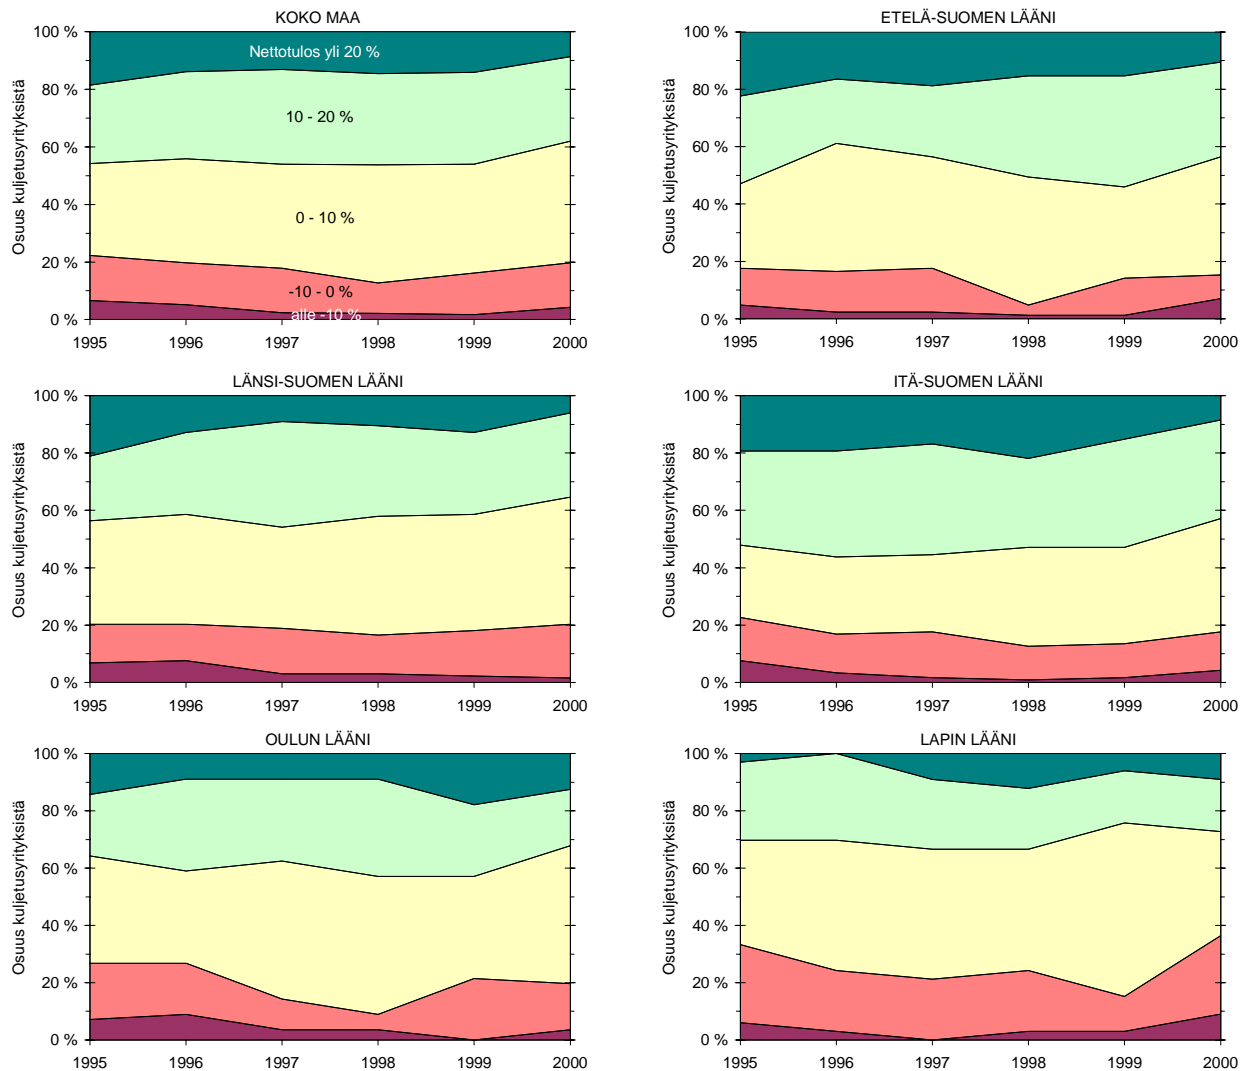 KOKO MAA
100 %
80 %
60 %
40 %
20 %
0 %
Osuus kuljetusyrityksistä
Nettotulos yli 20 %
10 - 20 %
0 - 10 %
-10 - 0 %
alle -10 %
1995 1996 1997 1998 1999 2000
ETELÄ-SUOMEN LÄÄNI
100 %
80 %
60 %
40 %
20 %
0 %
Osuus kuljetusyrityksistä
1995 1996 1997 1998 1999 2000
LÄNSI-SUOMEN LÄÄNI
100 %
80 %
60 %
40 %
20 %
0 %
Osuus kuljetusyrityksistä
1995 1996 1997 1998 1999 2000
ITÄ-SUOMEN LÄÄNI
100 %
80 %
60 %
40 %
20 %
0 %
Osuus kuljetusyrityksistä
1995 1996 1997 1998 1999 2000
OULUN LÄÄNI
100 %
80 %
60 %
40 %
20 %
0 %
Osuus kuljetusyrityksistä
1995 1996 1997 1998 1999 2000
LAPIN LÄÄNI
100 %
80 %
60 %
40 %
20 %
0 %
Osuus kuljetusyrityksistä
1995 1996 1997 1998 1999 2000